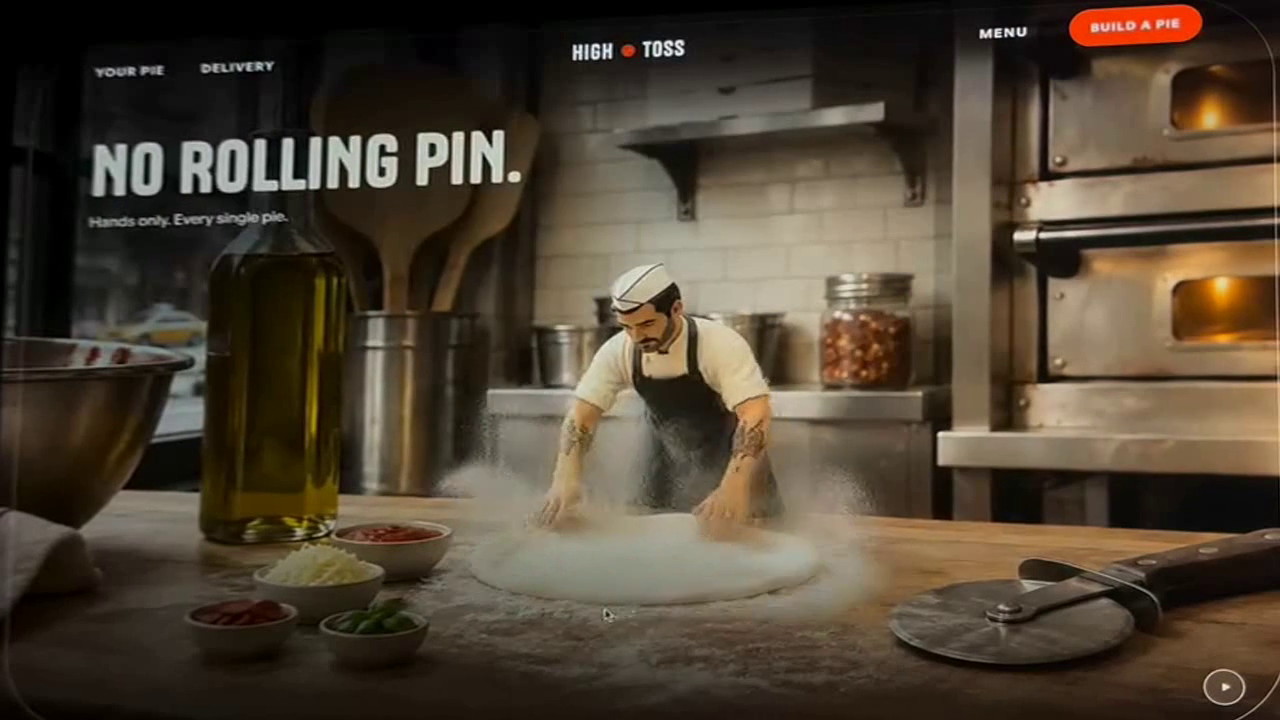 YOUR PIE
DELIVERY
HIGH TOSS
MENU
BUILD A PIE
NO ROLLING PIN.
Hands only. Every single pie.